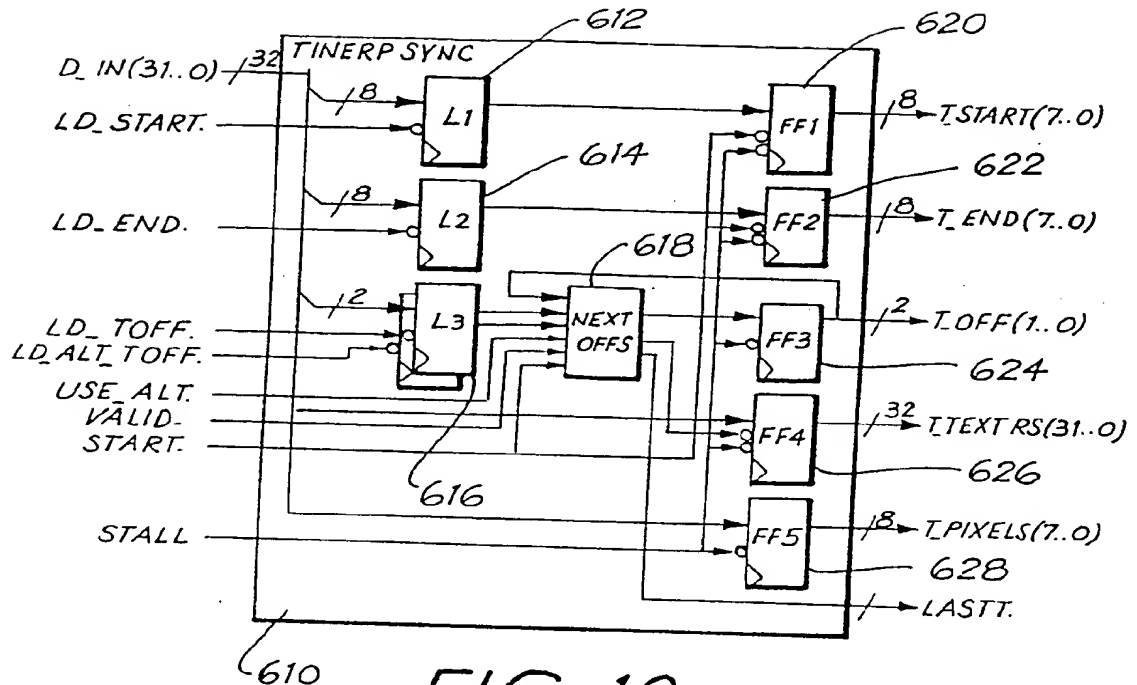 612
620
TINERP SYNC
D_IN(31..0)
32
8
L1
FF1
8
T_START(7..0)
LD_START.
614
622
8
L2
FF2
8
T_END(7..0)
LD_END.
618
2
L3
NEXT
OFFS
FF3
2
T_OFF(1..0)
LD_TOFF.
LD_ALT_TOFF.
624
USE_ALT.
VALID.
START.
FF4
32
T_TEXTRS(31..0)
616
626
STALL
FF5
8
T_PIXELS(7..0)
628
LASTT.
610